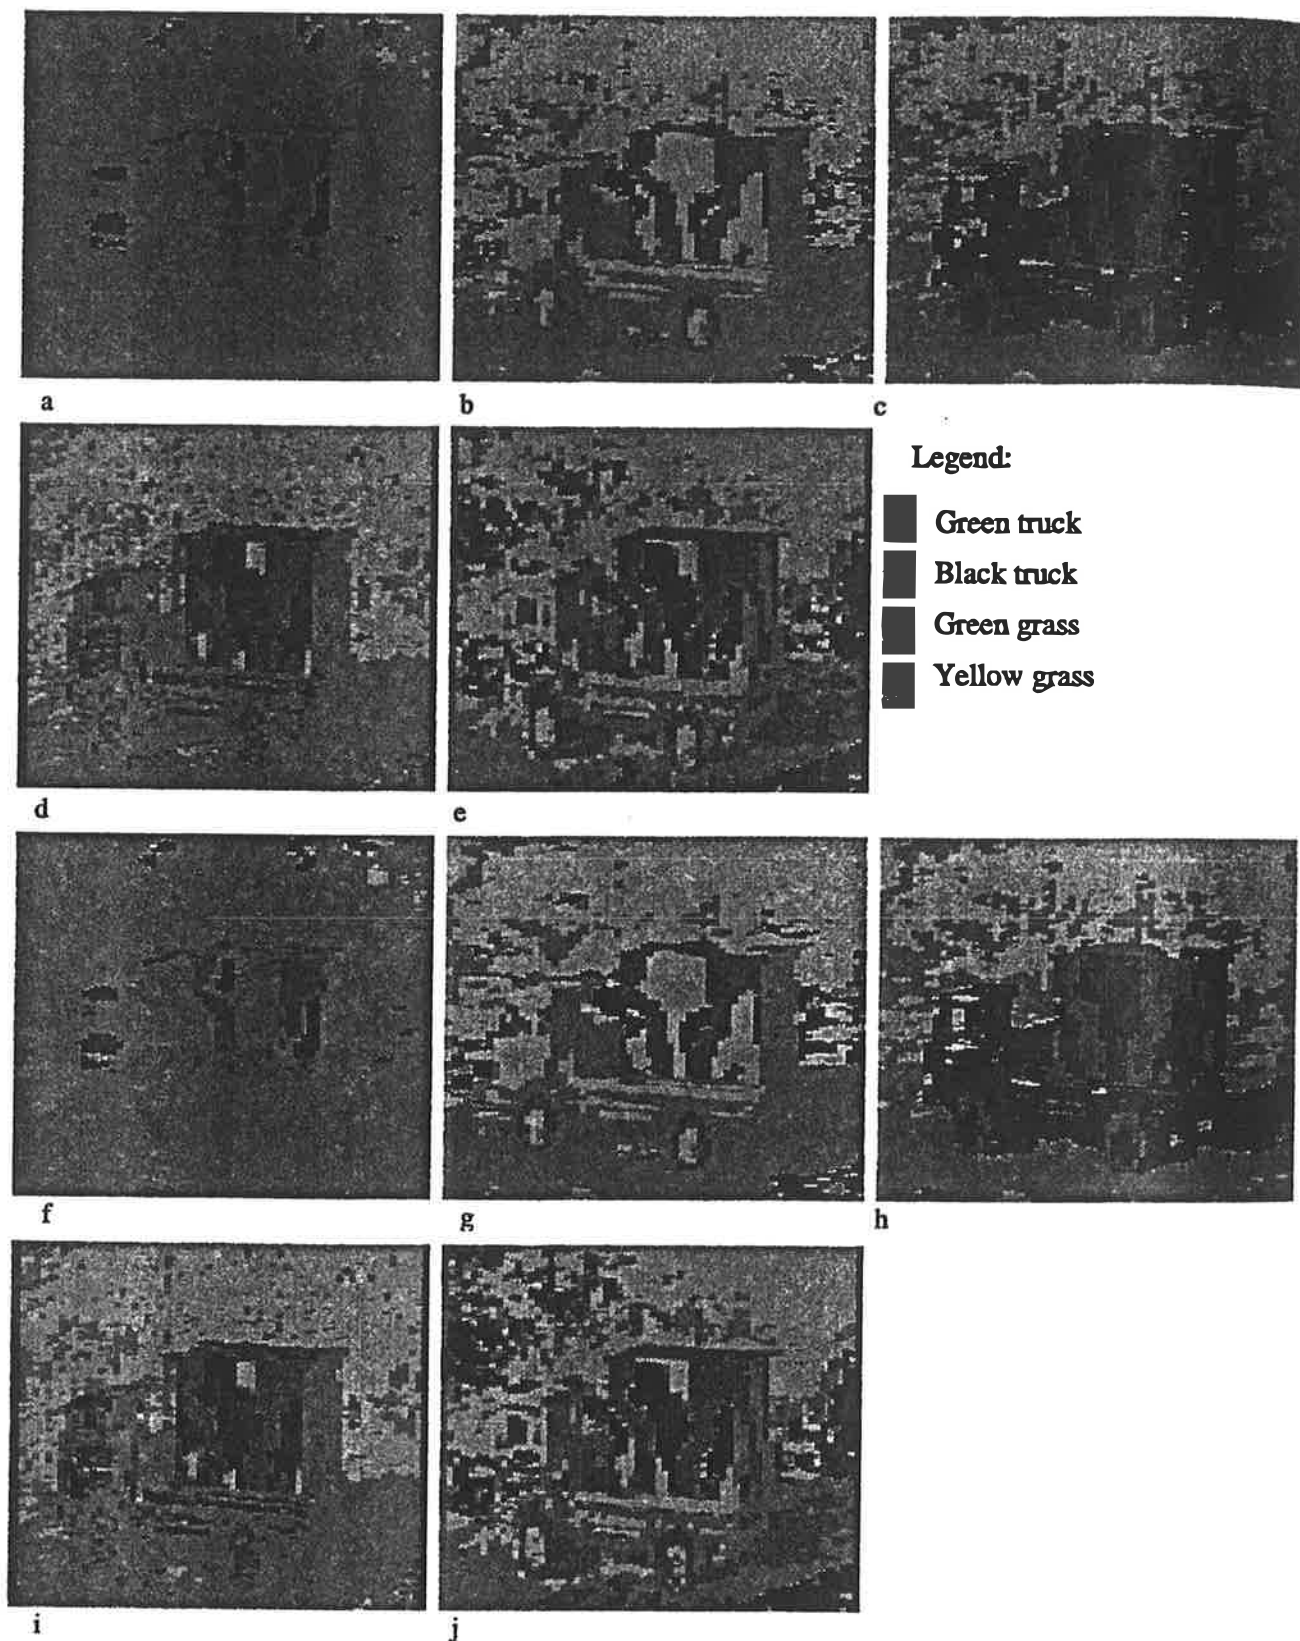 a
b
c
Legend:
Green truck
Black truck
Green grass
Yellow grass
d
e
f
g
h
i
j